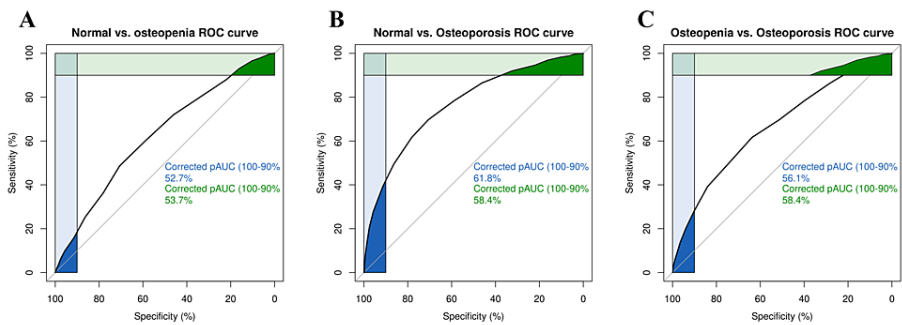 A
Normal vs. osteopenia ROC curve
Sensitivity (%)
0 20 40 60 80 100
Corrected pAUC (100-90%
52.7%
Corrected pAUC (100-90%
53.7%
100 80 60 40 20 0
Specificity (%)
B
Normal vs. Osteoporosis ROC curve
Sensitivity (%)
0 20 40 60 80 100
Corrected pAUC (100-90%
61.8%
Corrected pAUC (100-90%
58.4%
100 80 60 40 20 0
Specificity (%)
C
Osteopenia vs. Osteoporosis ROC curve
Sensitivity (%)
0 20 40 60 80 100
Corrected pAUC (100-90%
56.1%
Corrected pAUC (100-90%
58.4%
100 80 60 40 20 0
Specificity (%)